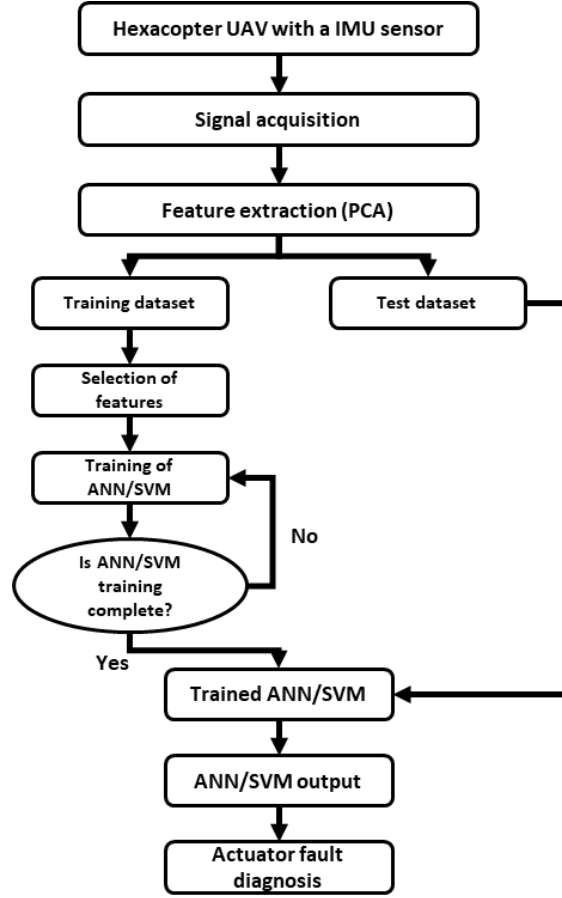 Hexacopter UAV with a IMU sensor
Signal acquisition
Feature extraction (PCA)
Training dataset
Test dataset
Selection of
features
Training of
ANN/SVM
No
Is ANN/SVM
training
complete?
Yes
Trained ANN/SVM
ANN/SVM output
Actuator fault
diagnosis